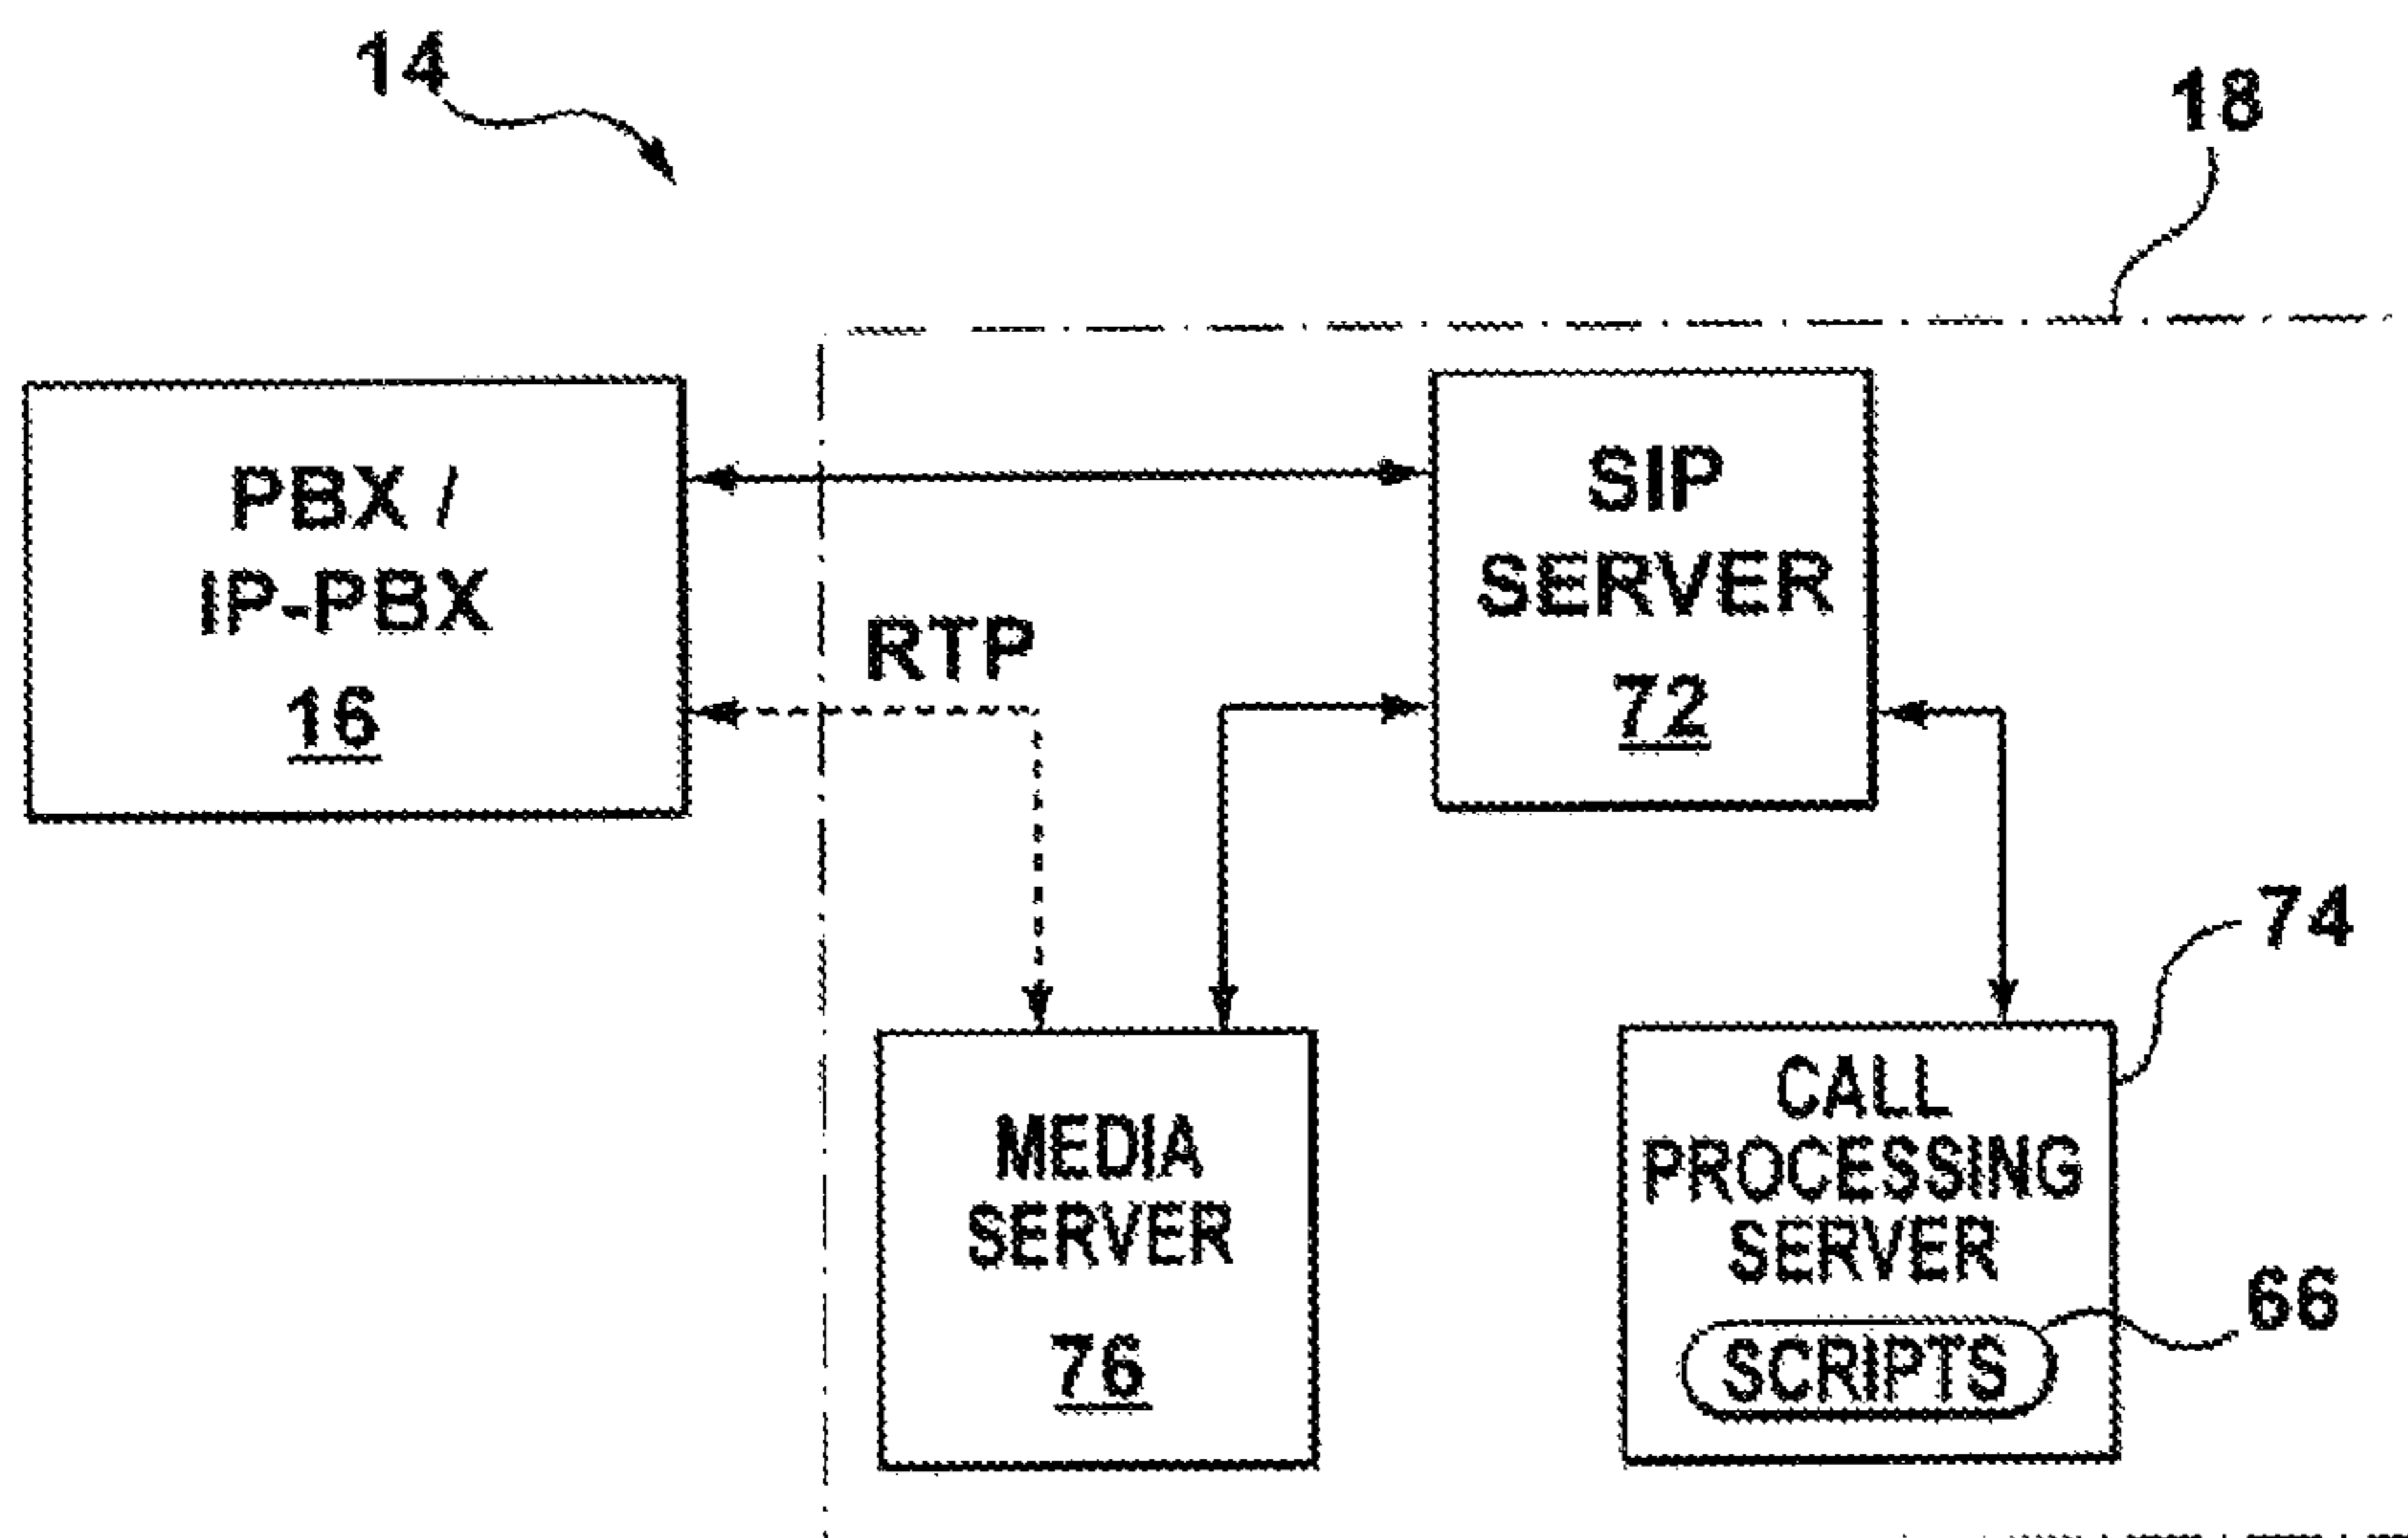 14
18
PBX /
IP-PBX
16
RTP
SIP
SERVER
72
74
MEDIA
SERVER
76
CALL
PROCESSING
SERVER
SCRIPTS
66